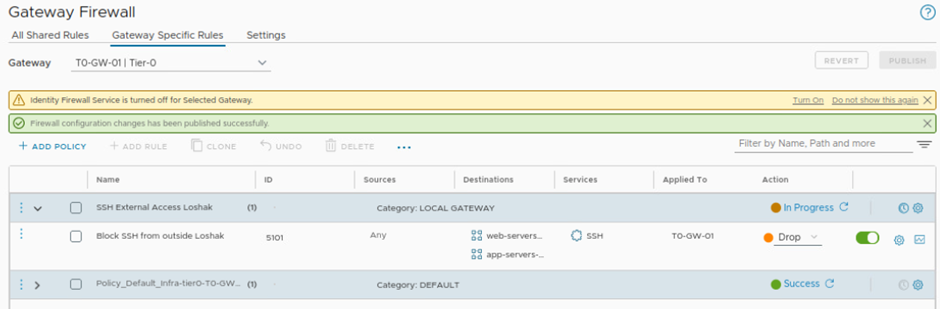 Gateway Firewall
All Shared Rules Gateway Specific Rules Settings
Gateway T0-GW-01 | Tier-0 REVERT PUBLISH
Identity Firewall Service is turned off for Selected Gateway. Turn On Do not show this again
Firewall configuration changes has been published successfully.
+ ADD POLICY + ADD RULE CLONE UNDO DELETE ... Filter by Name, Path and more
Name ID Sources Destinations Services Applied To Action
SSH External Access Loshak (1) Category: LOCAL GATEWAY In Progress
Block SSH from outside Loshak 5101 Any web-servers... SSH T0-GW-01 Drop
app-servers-...
Policy_Default_Infra-tier0-T0-GW... (1) Category: DEFAULT Success